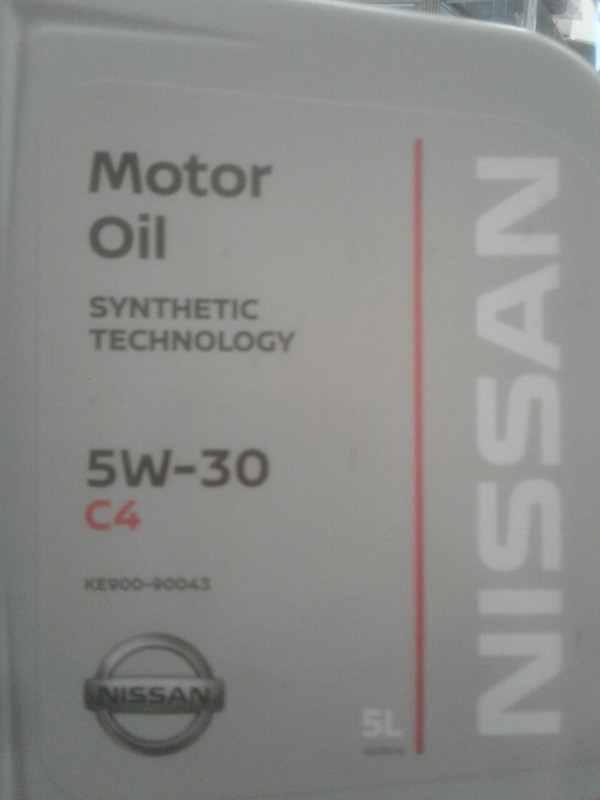 Motor
Oil
SYNTHETIC
TECHNOLOGY
5W-30
C4
KE900-90043
NISSAN
5L
NISSAN